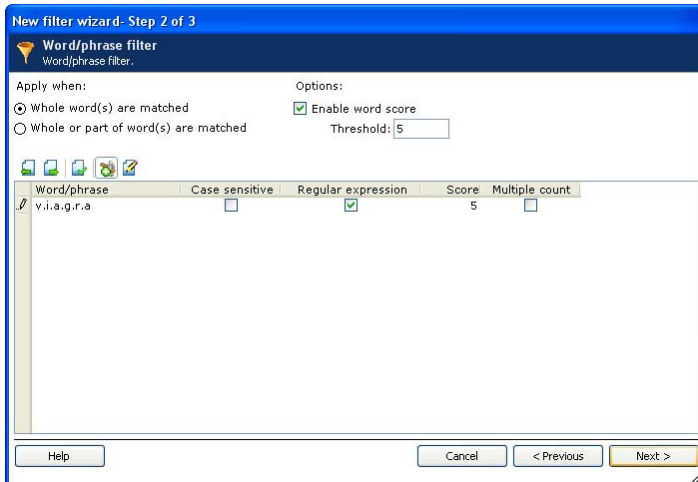 New filter wizard- Step 2 of 3
Word/phrase filter
Word/phrase filter.
Apply when:
Options:
Whole word(s) are matched
Enable word score
Whole or part of word(s) are matched
Threshold: 5
Word/phrase Case sensitive Regular expression Score Multiple count
v.i.a.g.r.a 5
Help Cancel < Previous Next >